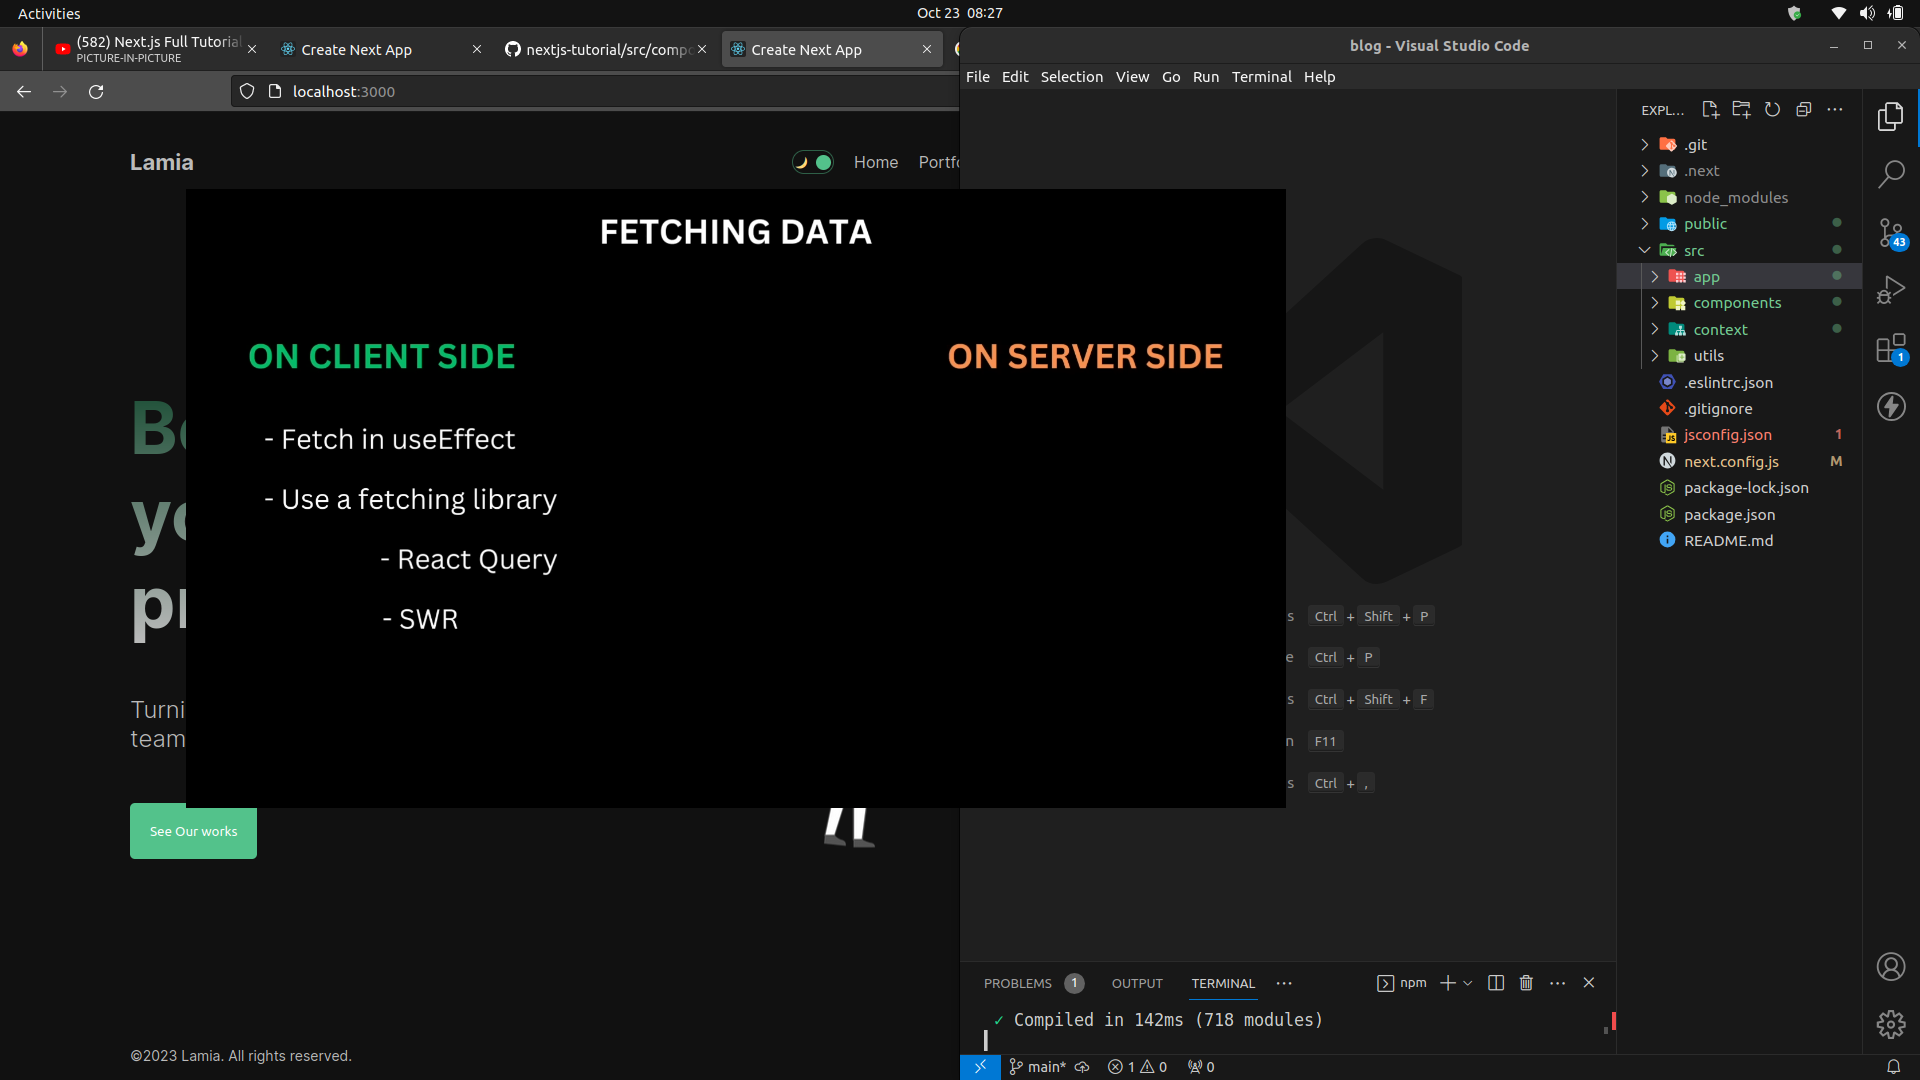 Activities
Oct 23 08:27
(582) Next.js Full Tutorial
PICTURE-IN-PICTURE
Create Next App
nextjs-tutorial/src/compo
Create Next App
localhost:3000
Lamia
Home
Portfo
FETCHING DATA
ON CLIENT SIDE
- Fetch in useEffect
- Use a fetching library
- React Query
- SWR
ON SERVER SIDE
Be
yo
pr
Turni
team
See Our works
©2023 Lamia. All rights reserved.
blog - Visual Studio Code
File Edit Selection View Go Run Terminal Help
s Ctrl + Shift + P
e Ctrl + P
s Ctrl + Shift + F
n F11
s Ctrl + ,
EXPL...
.git
.next
node_modules
public
src
app
components
context
utils
.eslintrc.json
.gitignore
jsconfig.json 1
next.config.js M
package-lock.json
package.json
README.md
43
1
PROBLEMS 1 OUTPUT TERMINAL ... npm
✓ Compiled in 142ms (718 modules)
main* 1 0 0